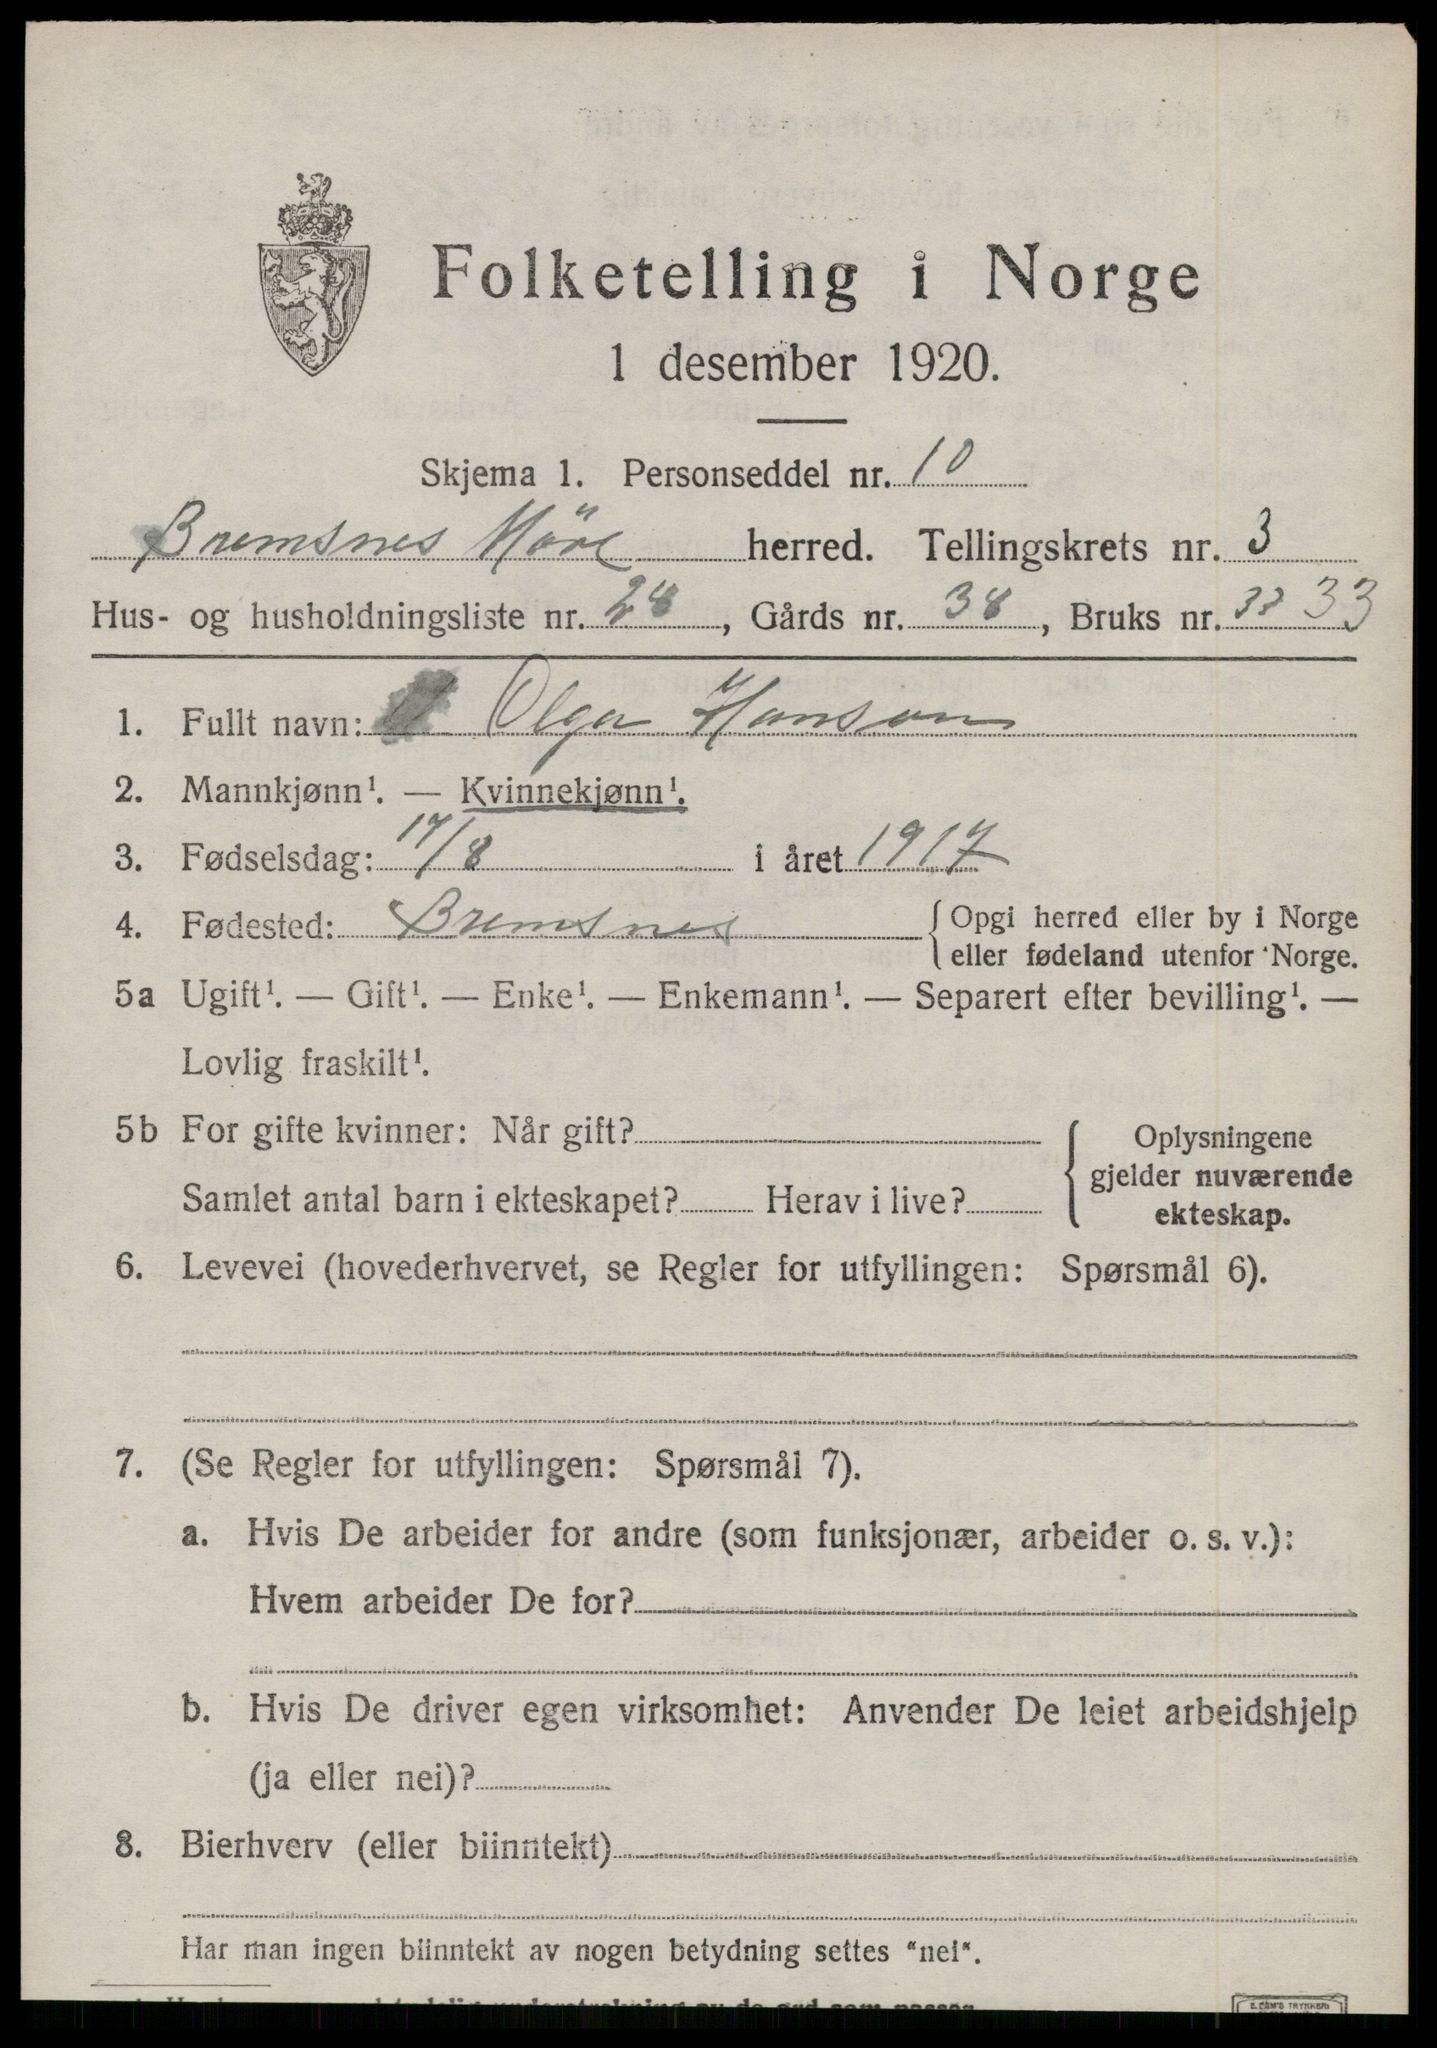 Folketelling i Norge
1 desember 1920.
Skjema 1. Personseddel nr. 10
Bremsnes Möre herred. Tellingskrets nr. 3
Hus- og husholdningsliste nr. 28, Gårds nr. 38, Bruks nr. 33 33
1. Fullt navn: Olga Hanson
2. Mannkjønn¹. — Kvinnekjønn¹.
3. Fødselsdag: 17/8 i året 1917
4. Fødested: Bremsnes { Opgi herred eller by i Norge
eller fødeland utenfor Norge.
5a Ugift¹. — Gift¹. — Enke¹. — Enkemann¹. — Separert efter bevilling¹. —
Lovlig fraskilt¹.
5b For gifte kvinner: Når gift? { Oplysningene
gjelder nuværende
Samlet antal barn i ekteskapet? Herav i live?
ekteskap.
6. Levevei (hovederhvervet, se Regler for utfyllingen: Spørsmål 6).
7. (Se Regler for utfyllingen: Spørsmål 7).
a. Hvis De arbeider for andre (som funksjonær, arbeider o. s. v.):
Hvem arbeider De for?
b. Hvis De driver egen virksomhet: Anvender De leiet arbeidshjelp
(ja eller nei)?
8. Bierhverv (eller biinntekt)
Har man ingen biinntekt av nogen betydning settes "nei".